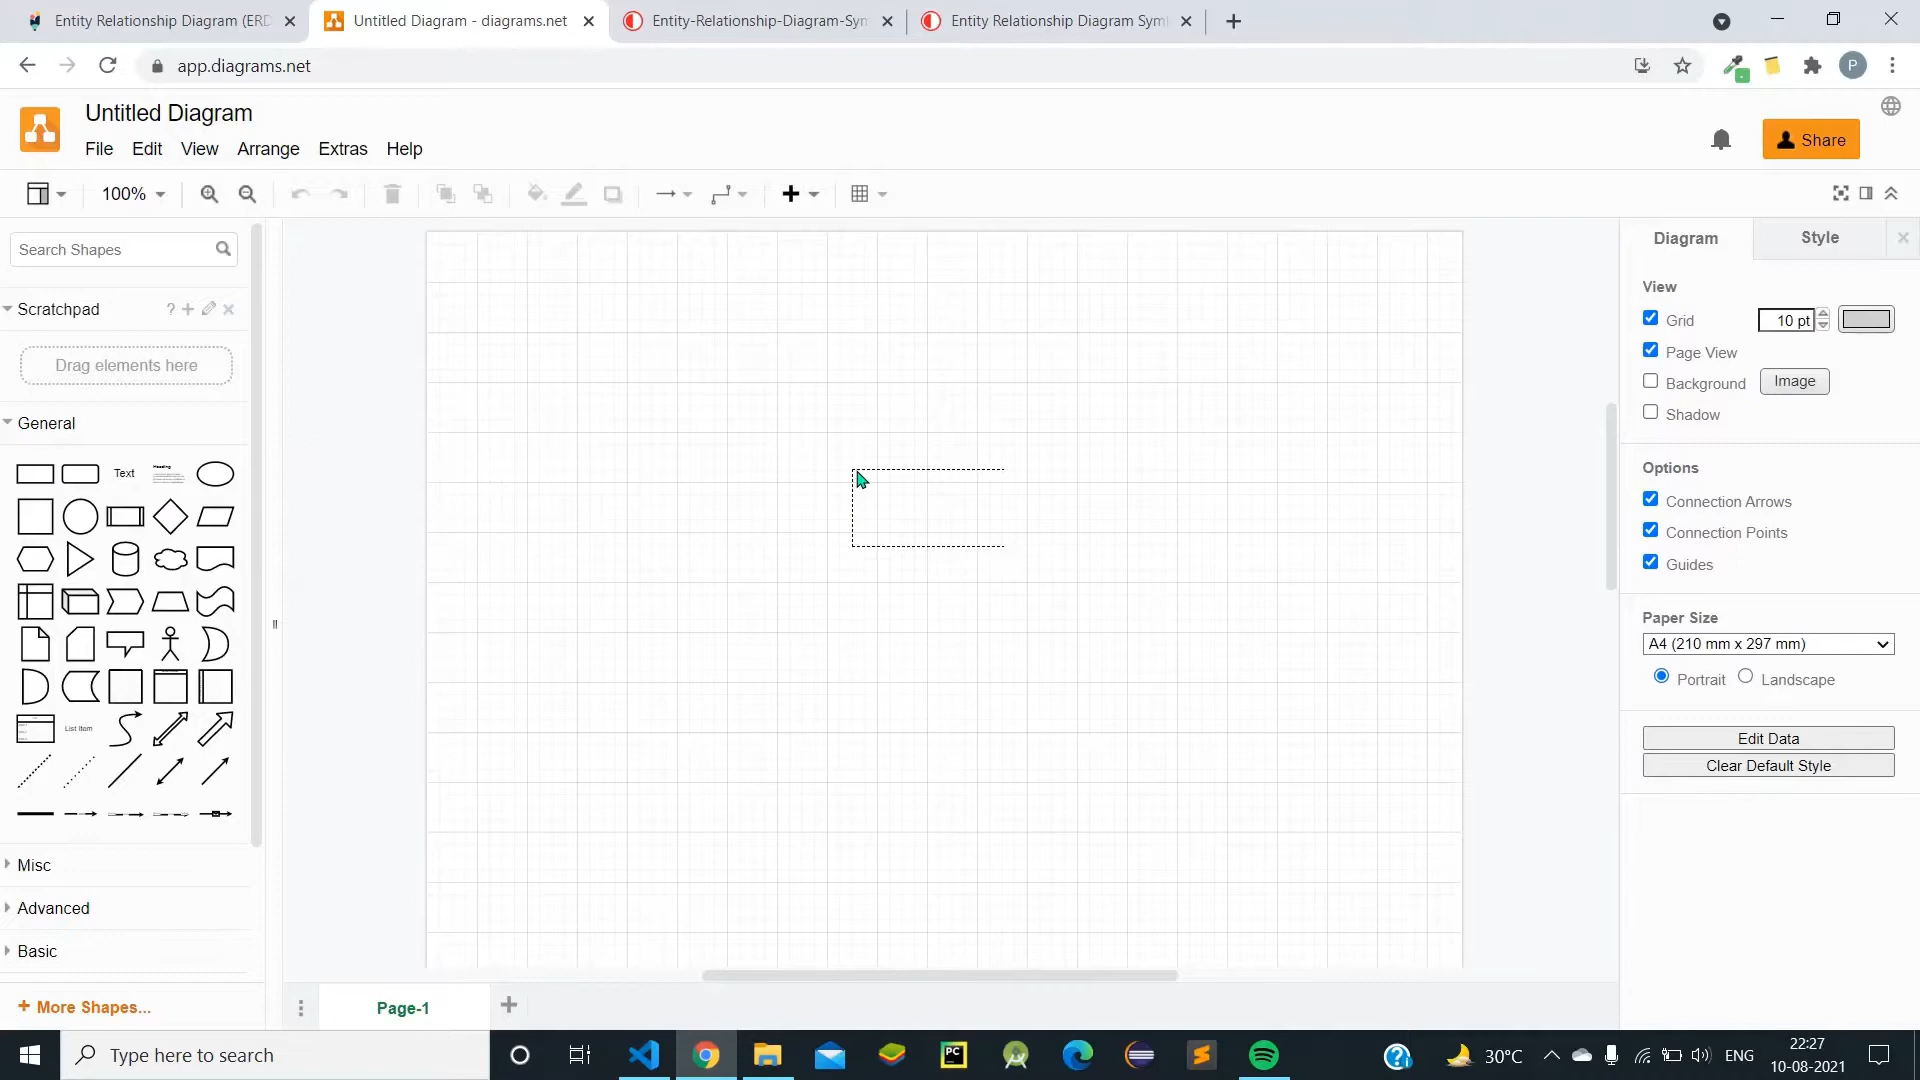 Entity Relationship Diagram (ERD
Untitled Diagram - diagrams.net
Entity-Relationship-Diagram-Syn
Entity Relationship Diagram Sym
app.diagrams.net
P
Untitled Diagram
File Edit View Arrange Extras Help
Share
100%
Search Shapes
Diagram
Style
View
Scratchpad
?
Grid
10 pt
Page View
Drag elements here
Background
Image
Shadow
General
Options
Text
Heading
Connection Arrows
Connection Points
Guides
Paper Size
A4 (210 mm x 297 mm)
Portrait
Landscape
List Item
Edit Data
Clear Default Style
Misc
Advanced
Basic
+ More Shapes...
Page-1
Type here to search
PC
30°C
ENG
22:27
10-08-2021